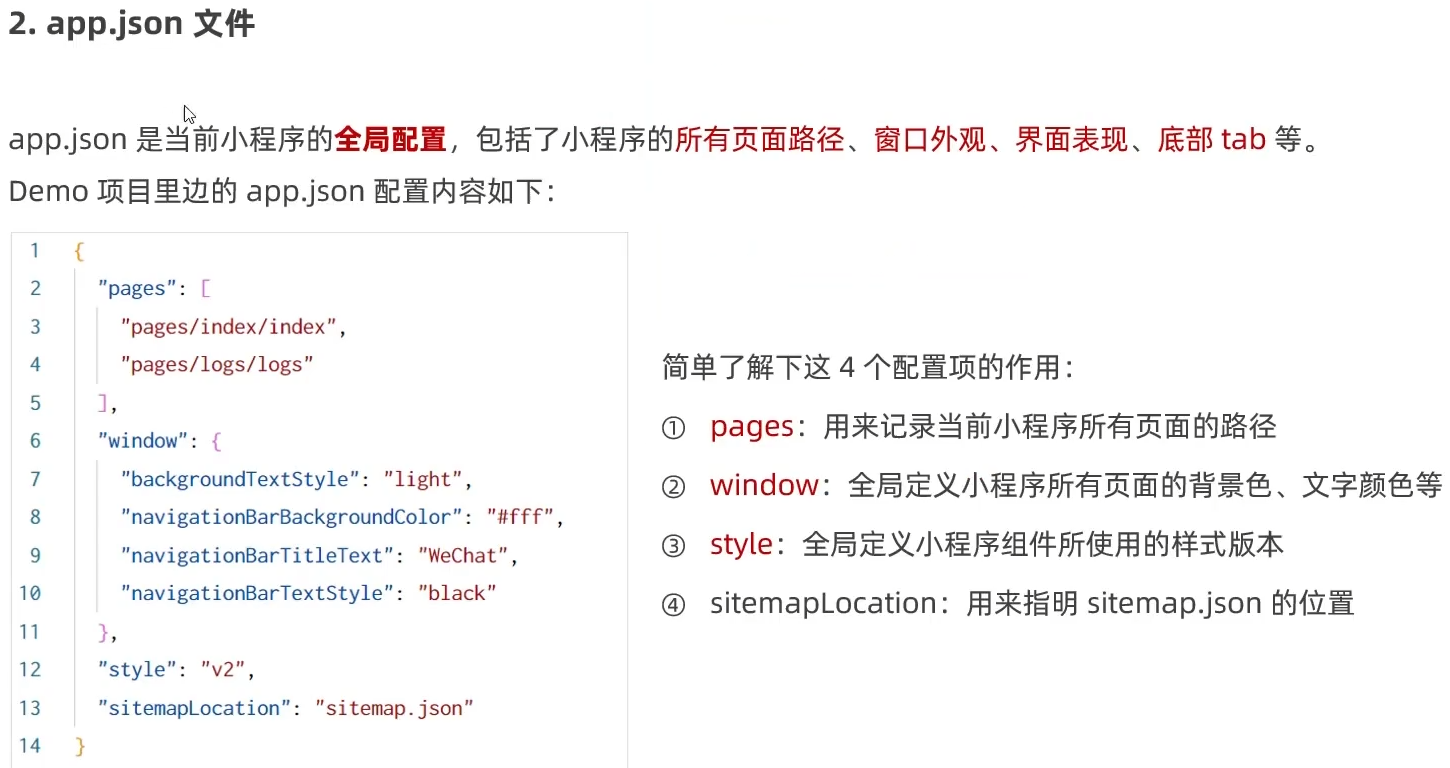 2. app.json 文件
app.json 是当前小程序的全局配置，包括了小程序的所有页面路径、窗口外观、界面表现、底部 tab 等。
Demo 项目里边的 app.json 配置内容如下：
1 {
2 "pages": [
3 "pages/index/index",
4 "pages/logs/logs"
5 ],
6 "window": {
7 "backgroundTextStyle": "light",
8 "navigationBarBackgroundColor": "#fff",
9 "navigationBarTitleText": "WeChat",
10 "navigationBarTextStyle": "black"
11 },
12 "style": "v2",
13 "sitemapLocation": "sitemap.json"
14 }
简单了解下这 4 个配置项的作用：
① pages：用来记录当前小程序所有页面的路径
② window：全局定义小程序所有页面的背景色、文字颜色等
③ style：全局定义小程序组件所使用的样式版本
④ sitemapLocation：用来指明 sitemap.json 的位置